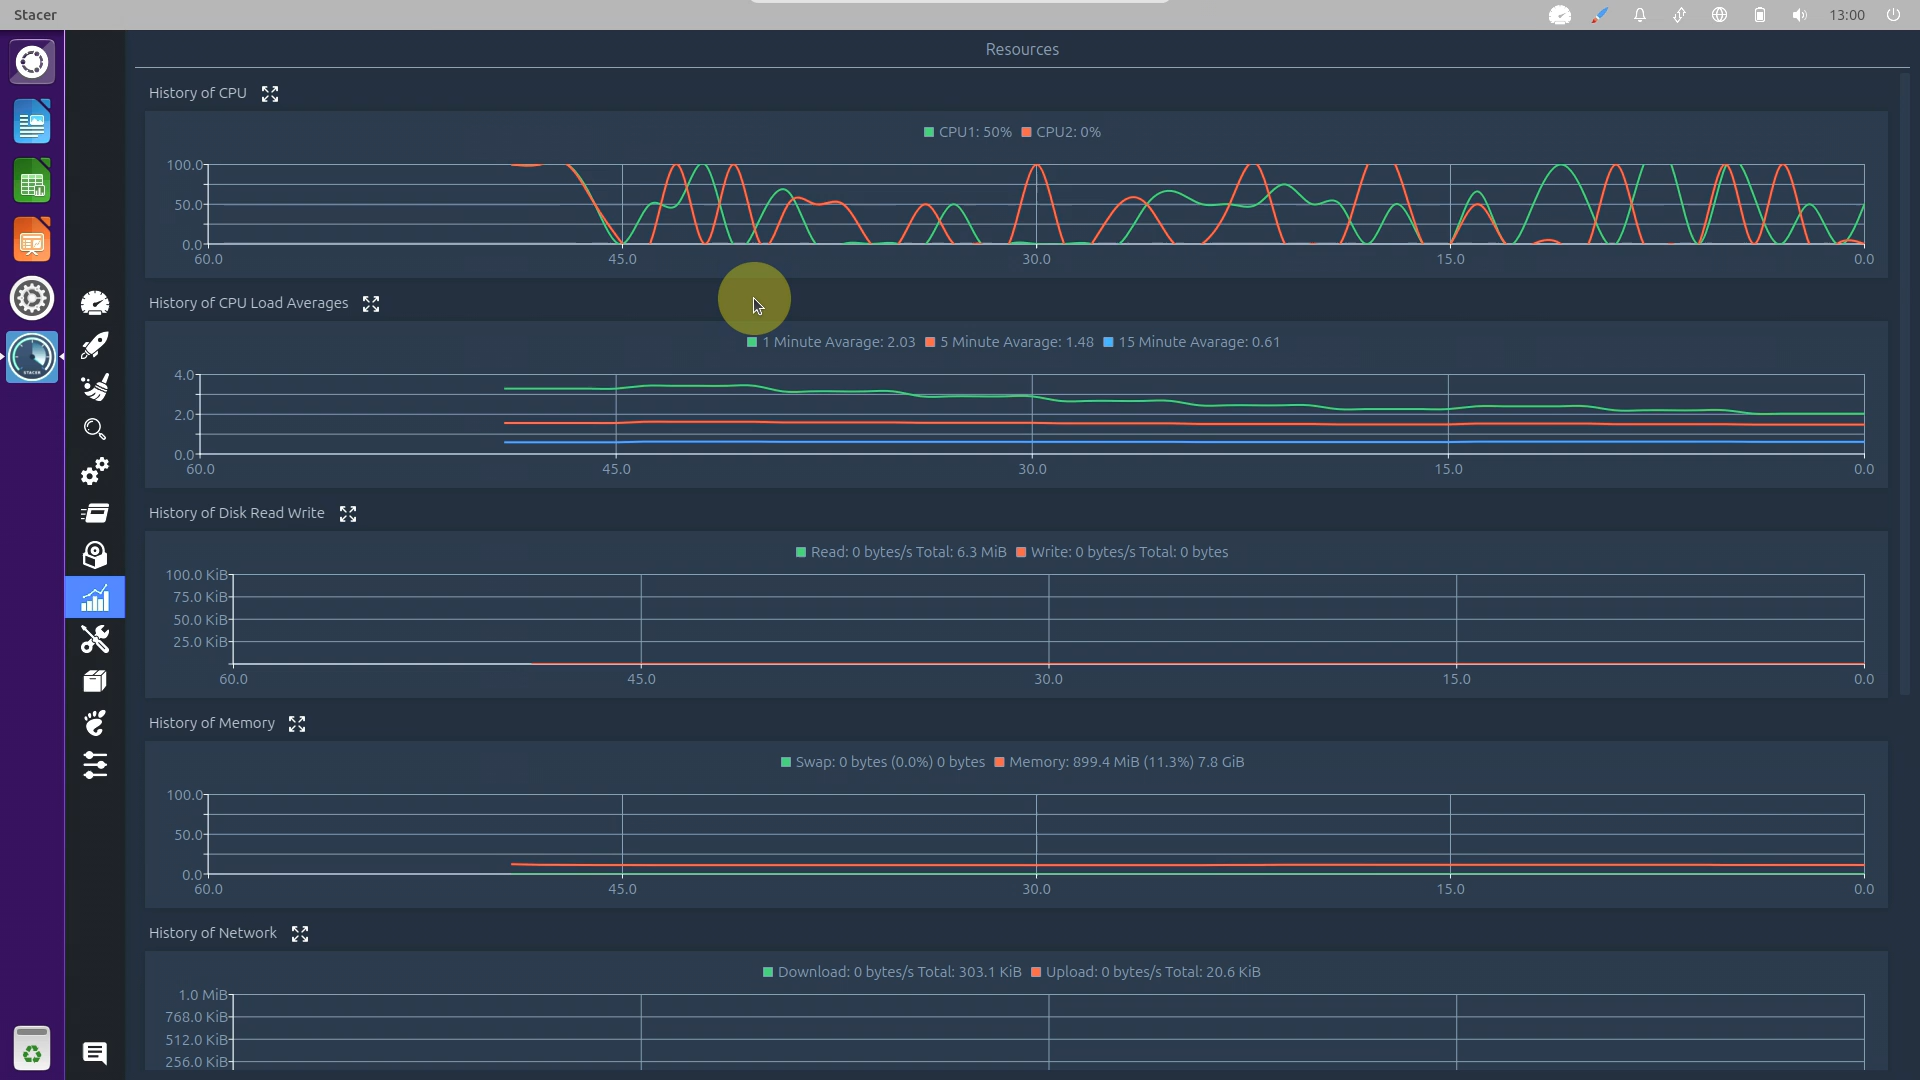 Stacer
13:00
Resources
History of CPU
CPU1: 50% CPU2: 0%
100.0
50.0
0.0
60.0 45.0 30.0 15.0 0.0
History of CPU Load Averages
1 Minute Avarage: 2.03 5 Minute Avarage: 1.48 15 Minute Avarage: 0.61
4.0
2.0
0.0
60.0 45.0 30.0 15.0 0.0
History of Disk Read Write
Read: 0 bytes/s Total: 6.3 MiB Write: 0 bytes/s Total: 0 bytes
100.0 KiB
75.0 KiB
50.0 KiB
25.0 KiB
60.0 45.0 30.0 15.0 0.0
History of Memory
Swap: 0 bytes (0.0%) 0 bytes Memory: 899.4 MiB (11.3%) 7.8 GiB
100.0
50.0
0.0
60.0 45.0 30.0 15.0 0.0
History of Network
Download: 0 bytes/s Total: 303.1 KiB Upload: 0 bytes/s Total: 20.6 KiB
1.0 MiB
768.0 KiB
512.0 KiB
256.0 KiB
STACER